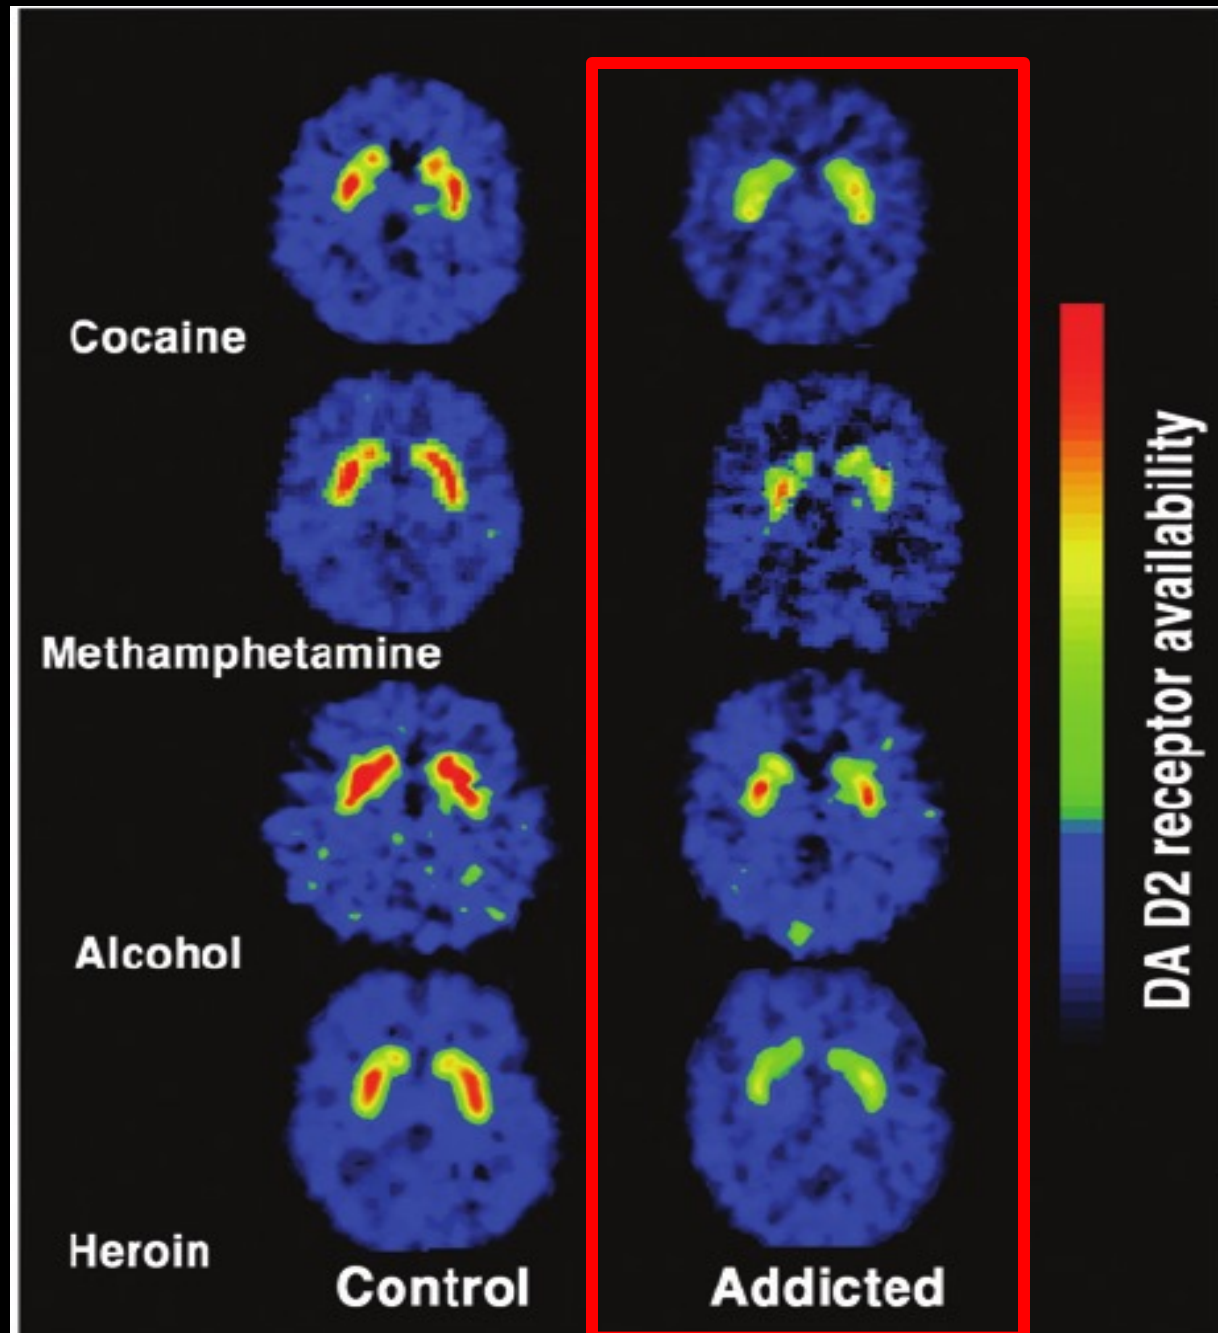 Cocaine
Methamphetamine
Alcohol
Heroin
Control
Addicted
DA D2 receptor availability